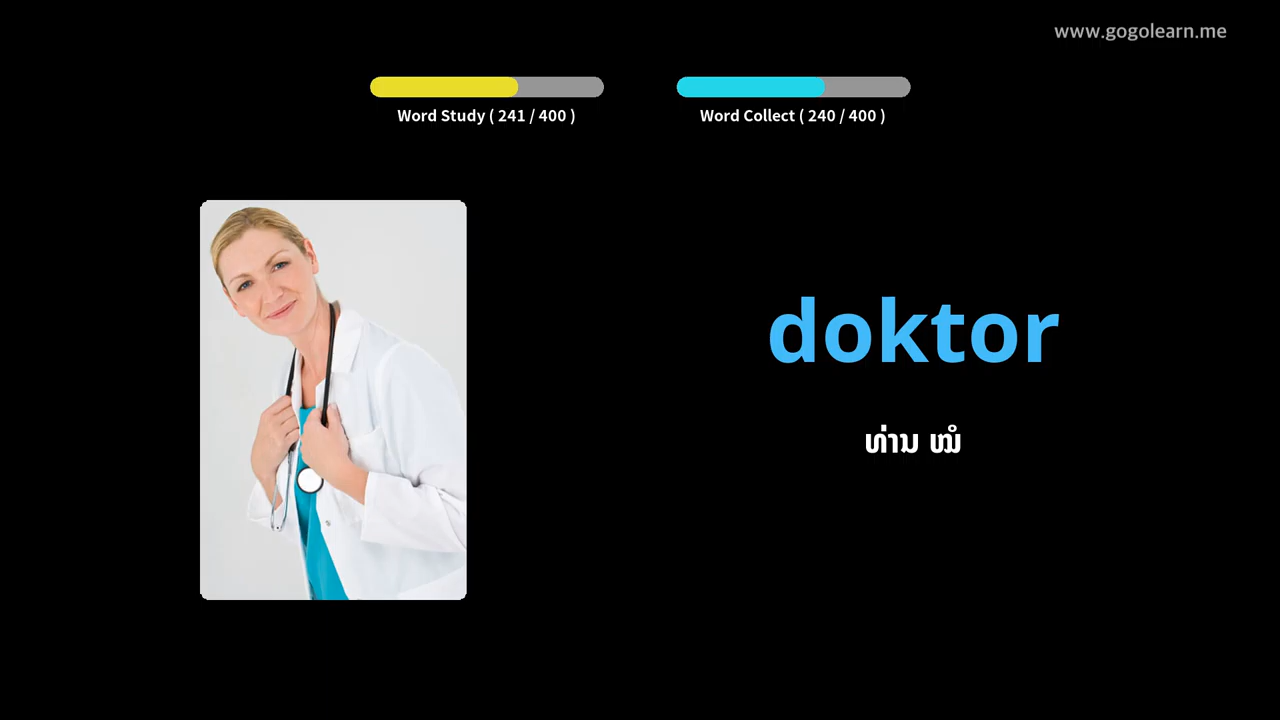 www.gogolearn.me
Word Study ( 241 / 400 )
Word Collect ( 240 / 400 )
doktor
ທ່ານ ໝໍ